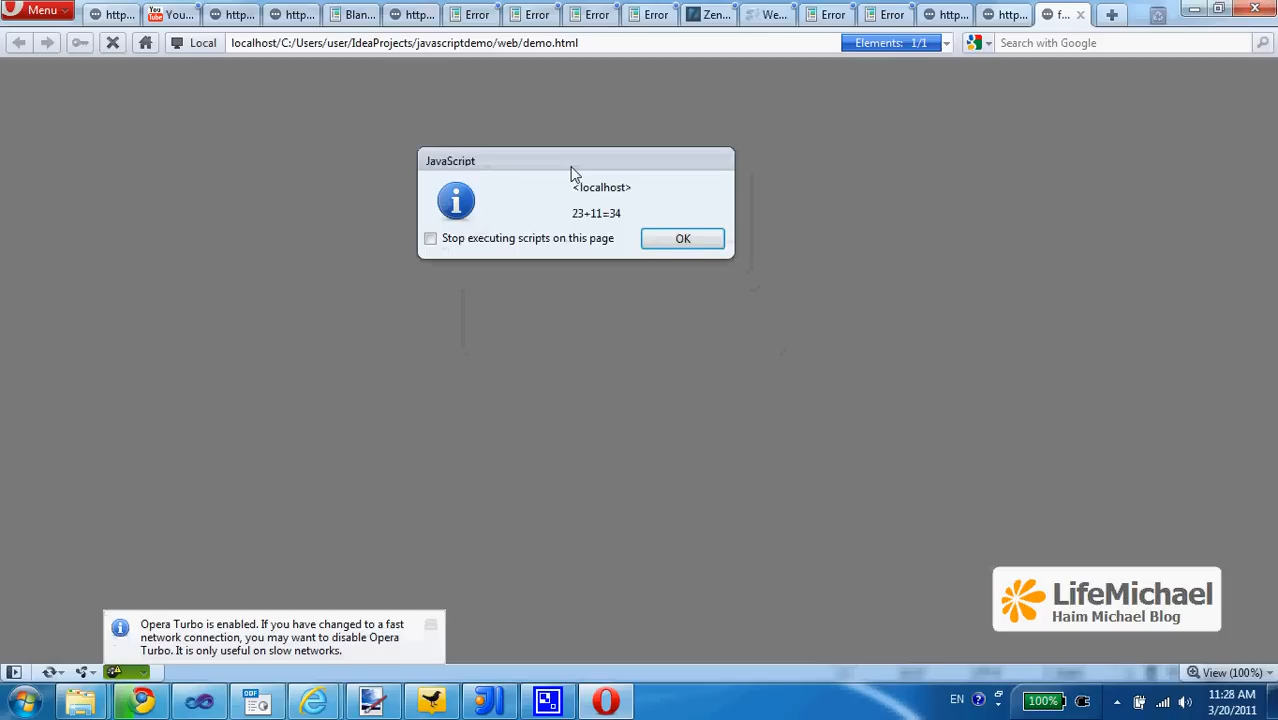 Menu
http...
You...
http...
http...
Blan...
http...
Error
Error
Error
Error
Zen...
We...
Error
Error
http...
http...
f...
Local
localhost/C:/Users/user/IdeaProjects/javascriptdemo/web/demo.html
Elements: 1/1
Search with Google
JavaScript
<localhost>
23+11=34
Stop executing scripts on this page
OK
LifeMichael
Haim Michael Blog
Opera Turbo is enabled. If you have changed to a fast
network connection, you may want to disable Opera
Turbo. It is only useful on slow networks.
View (100%)
EN
100%
11:28 AM
3/20/2011